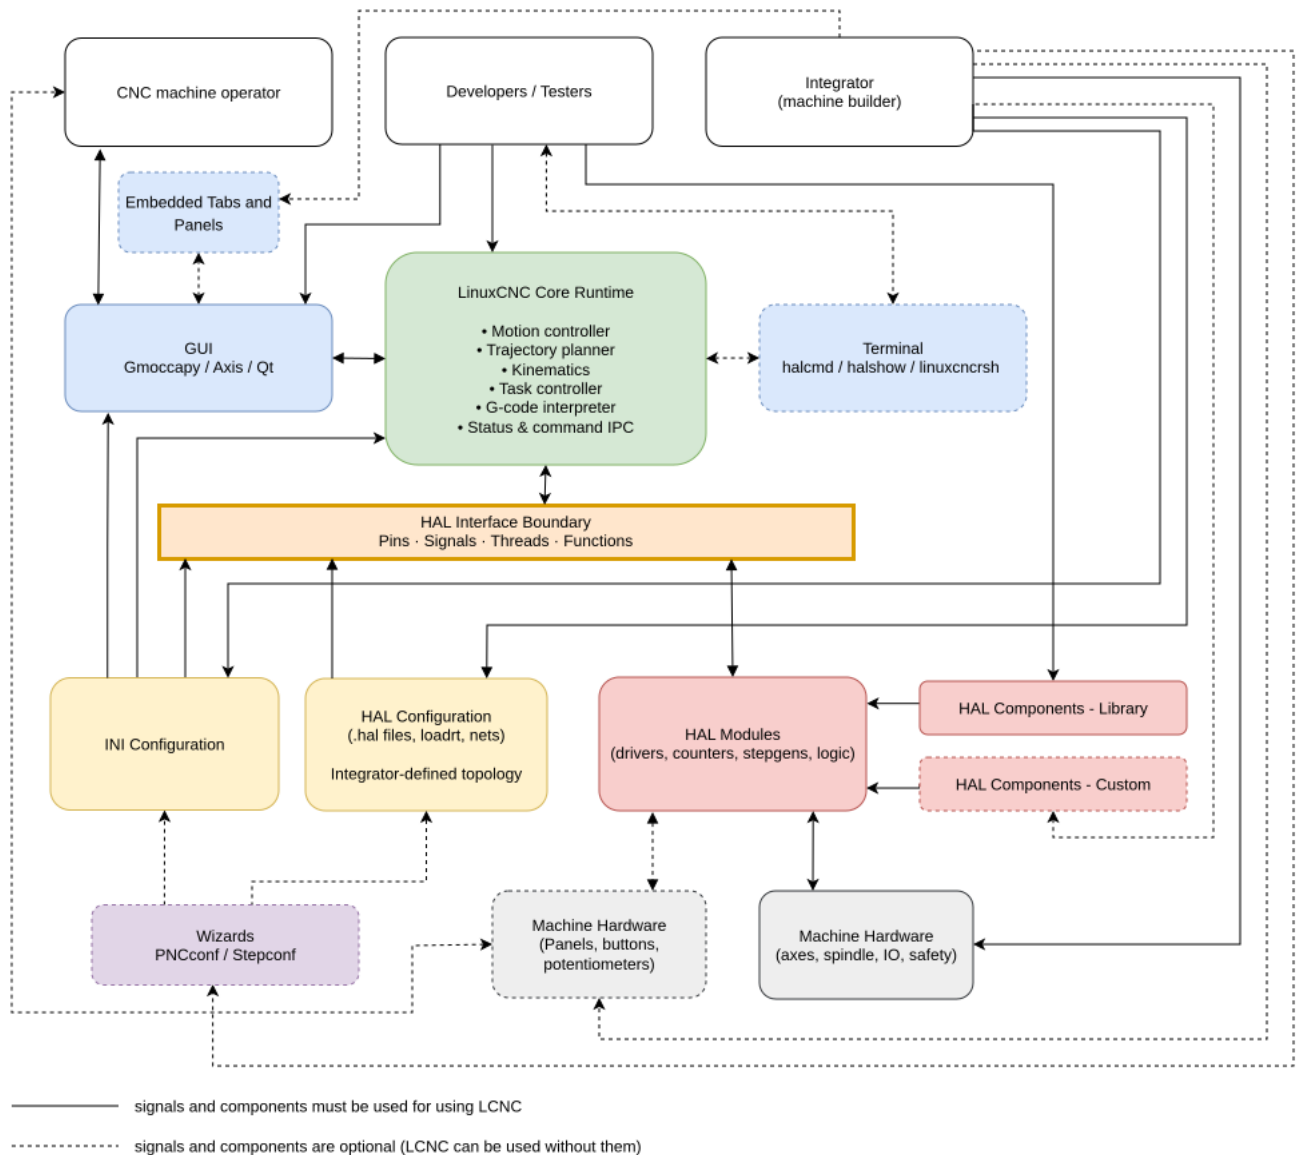 CNC machine operator
Developers / Testers
Integrator
(machine builder)
Embedded Tabs and
Panels
LinuxCNC Core Runtime
• Motion controller
• Trajectory planner
• Kinematics
• Task controller
• G-code interpreter
• Status & command IPC
GUI
Gmoccapy / Axis / Qt
Terminal
halcmd / halshow / linuxcncrsh
HAL Interface Boundary
Pins · Signals · Threads · Functions
INI Configuration
HAL Configuration
(.hal files, loadrt, nets)
Integrator-defined topology
HAL Modules
(drivers, counters, stepgens, logic)
HAL Components - Library
HAL Components - Custom
Wizards
PNCconf / Stepconf
Machine Hardware
(Panels, buttons,
potentiometers)
Machine Hardware
(axes, spindle, IO, safety)
signals and components must be used for using LCNC
signals and components are optional (LCNC can be used without them)